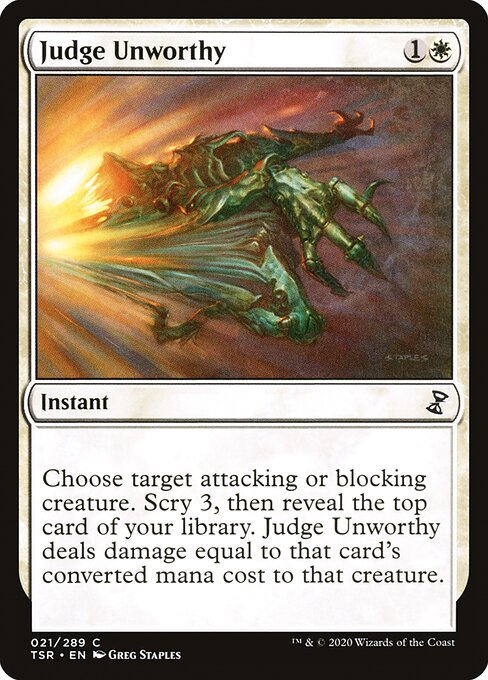 Judge Unworthy 1
STAPLES
Instant
Choose target attacking or blocking
creature. Scry 3, then reveal the top
card of your library. Judge Unworthy
deals damage equal to that card's
converted mana cost to that creature.
021/289 C
TSR • EN Greg Staples
™ & © 2020 Wizards of the Coast